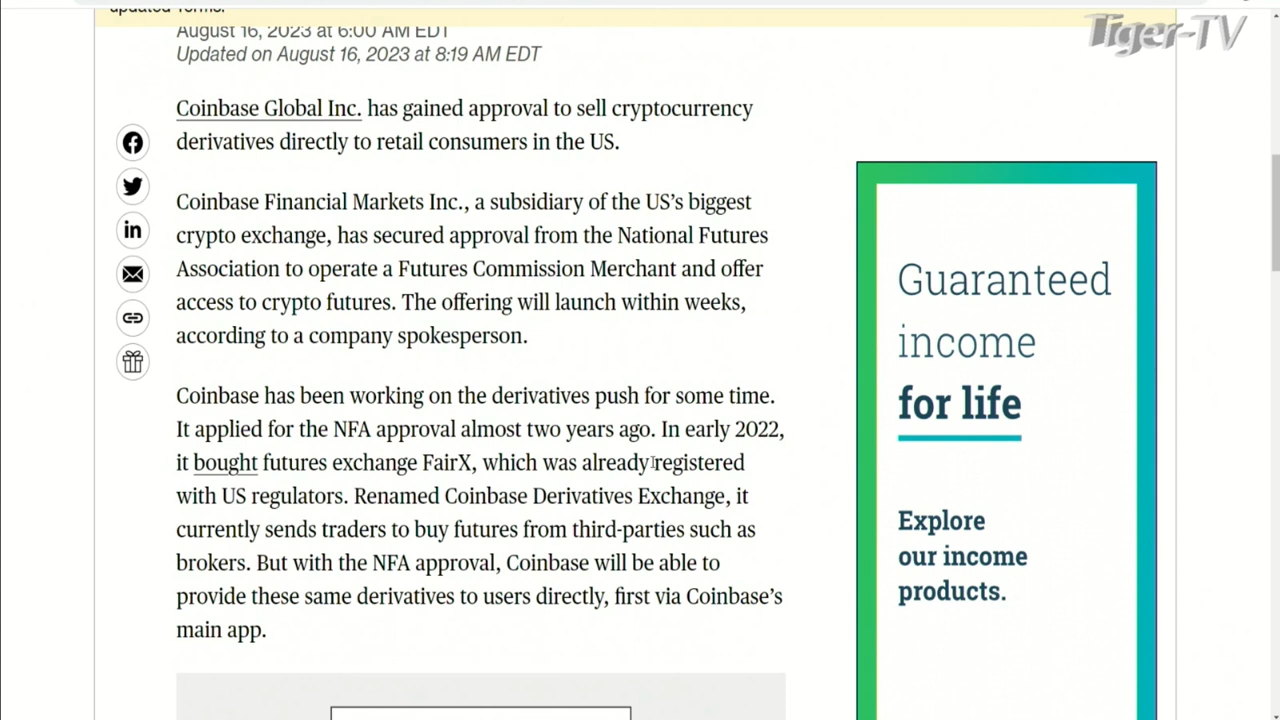 updated Terms.
August 16, 2023 at 6:00 AM EDT
Updated on August 16, 2023 at 8:19 AM EDT
Tiger-TV
Coinbase Global Inc. has gained approval to sell cryptocurrency
derivatives directly to retail consumers in the US.
Coinbase Financial Markets Inc., a subsidiary of the US’s biggest
crypto exchange, has secured approval from the National Futures
Association to operate a Futures Commission Merchant and offer
access to crypto futures. The offering will launch within weeks,
according to a company spokesperson.
Coinbase has been working on the derivatives push for some time.
It applied for the NFA approval almost two years ago. In early 2022,
it bought futures exchange FairX, which was already registered
with US regulators. Renamed Coinbase Derivatives Exchange, it
currently sends traders to buy futures from third-parties such as
brokers. But with the NFA approval, Coinbase will be able to
provide these same derivatives to users directly, first via Coinbase’s
main app.
Guaranteed
income
for life
Explore
our income
products.